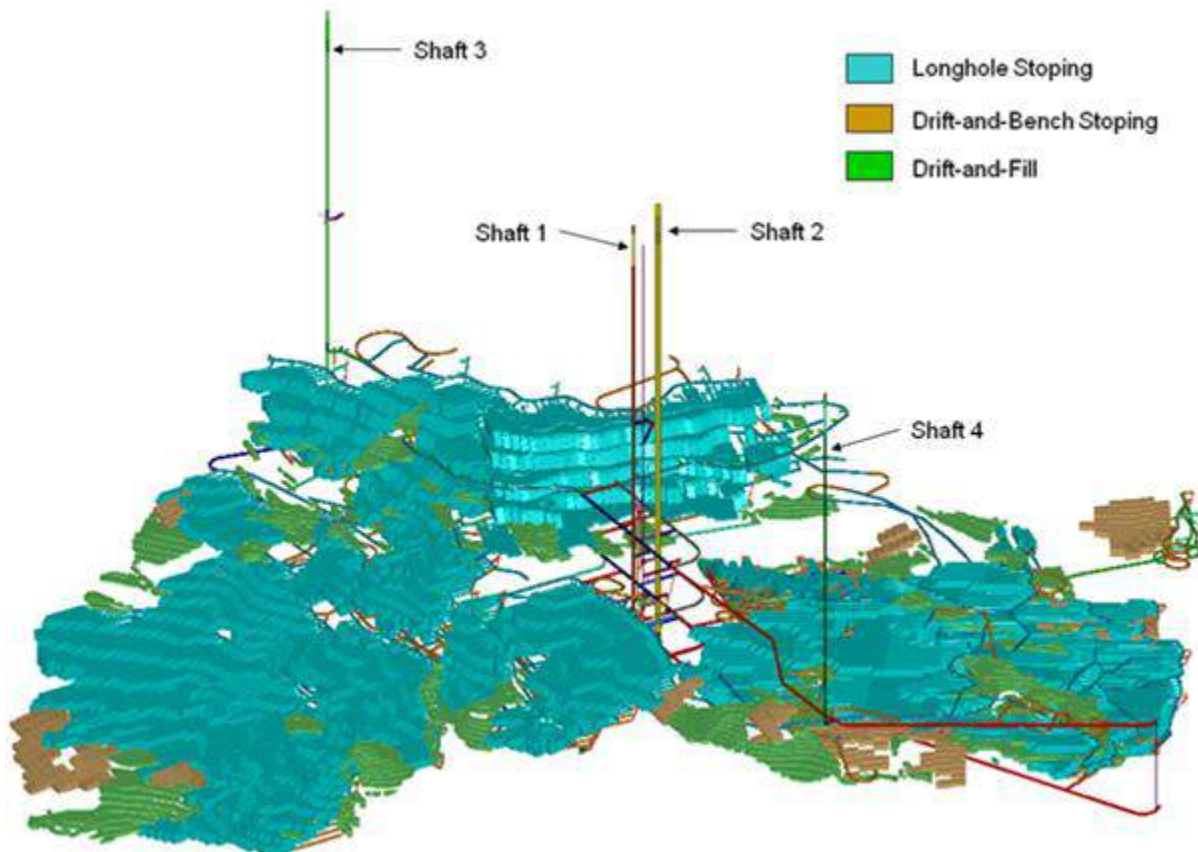 Shaft 3
Longhole Stoping
Drift-and-Bench Stoping
Drift-and-Fill
Shaft 1
Shaft 2
Shaft 4